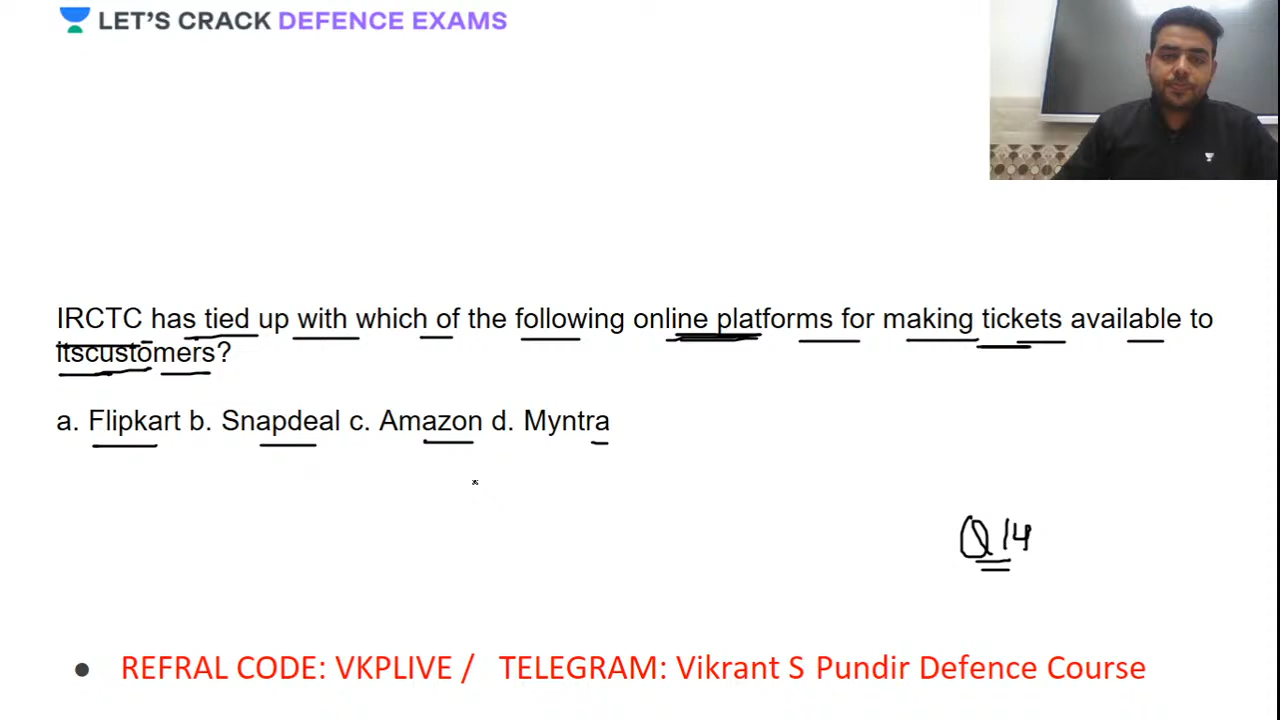 LET'S CRACK DEFENCE EXAMS
IRCTC has tied up with which of the following online platforms for making tickets available to
itscustomers?
a. Flipkart b. Snapdeal c. Amazon d. Myntra
Q 14
● REFRAL CODE: VKPLIVE / TELEGRAM: Vikrant S Pundir Defence Course